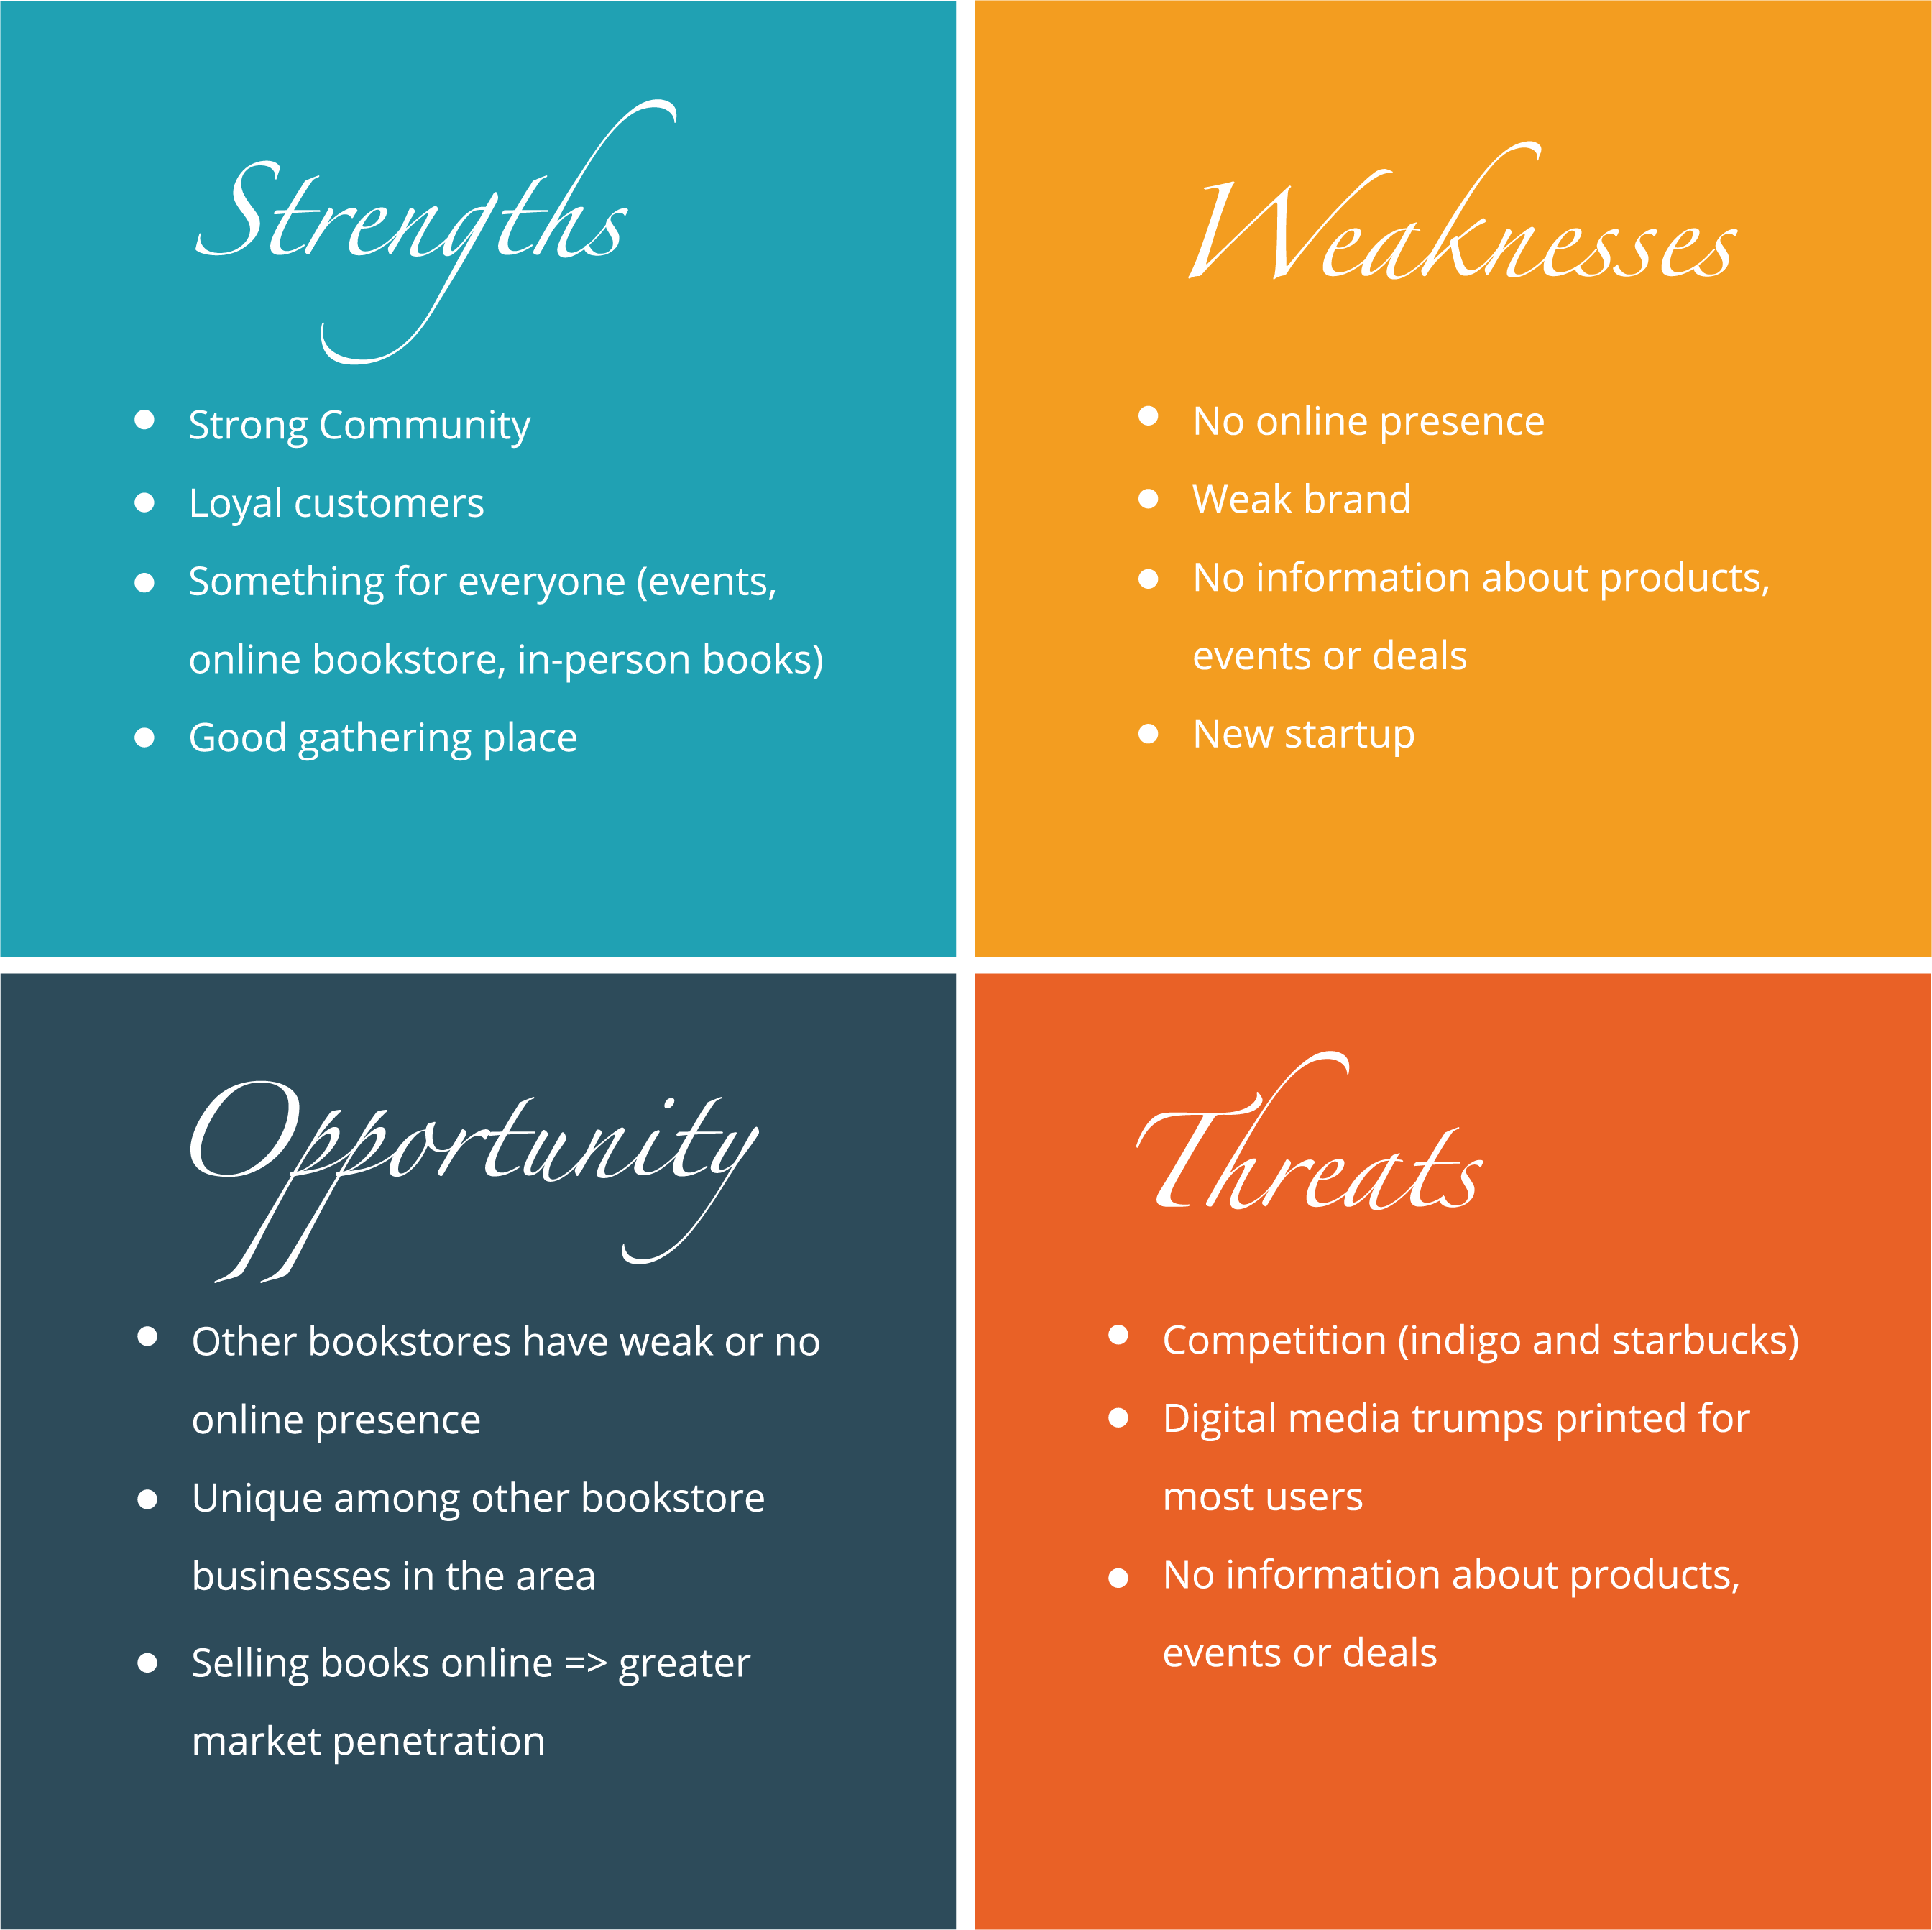 Strengths
• Strong Community
• Loyal customers
• Something for everyone (events,
online bookstore, in-person books)
• Good gathering place
Weaknesses
• No online presence
• Weak brand
• No information about products,
events or deals
• New startup
Opportunity
• Other bookstores have weak or no
online presence
• Unique among other bookstore
businesses in the area
• Selling books online => greater
market penetration
Threats
• Competition (indigo and starbucks)
• Digital media trumps printed for
most users
• No information about products,
events or deals